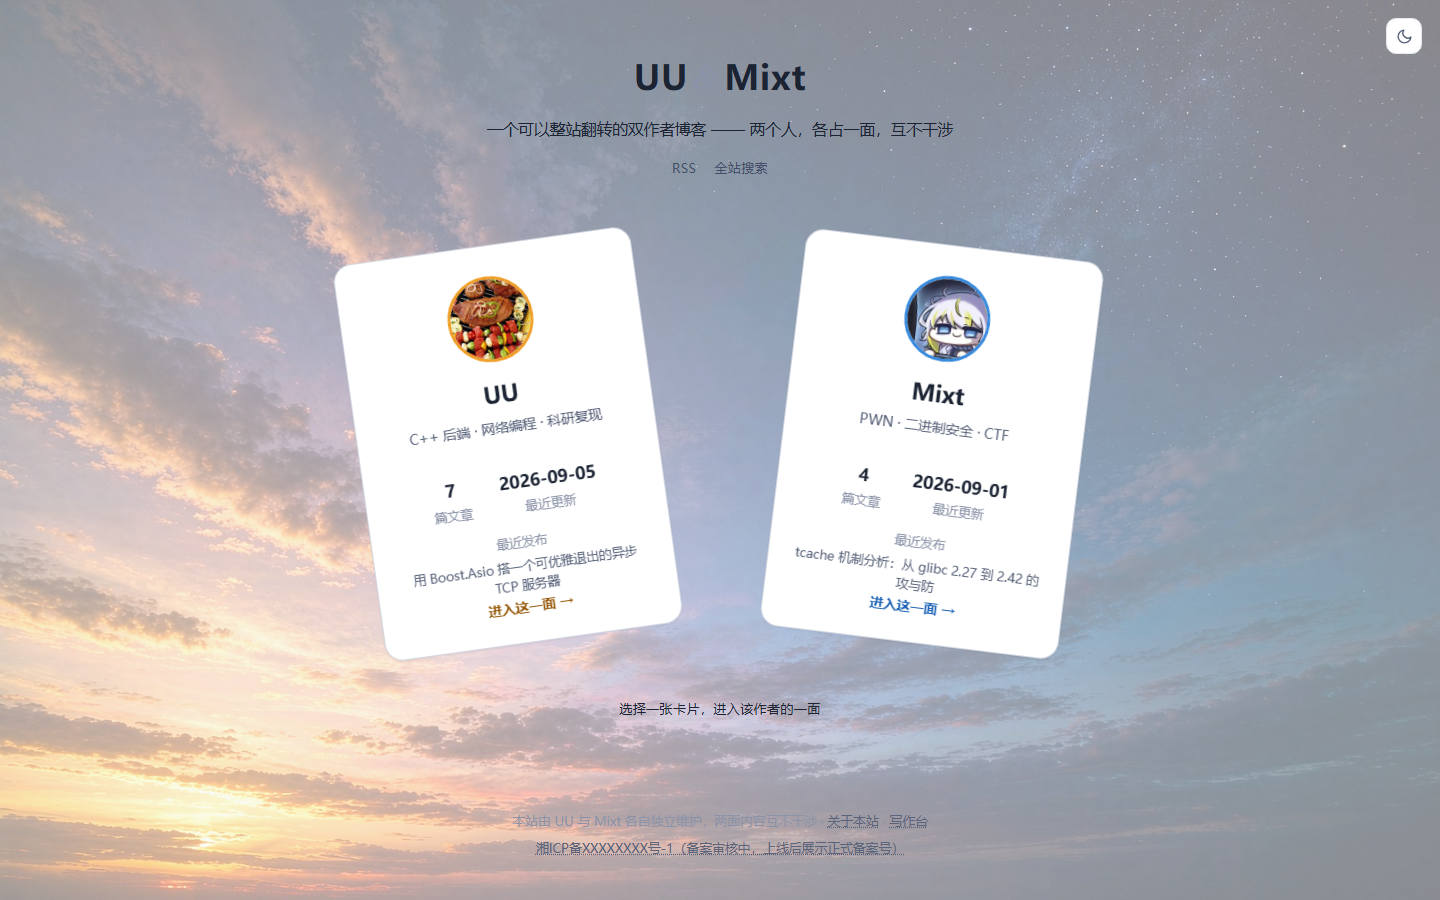 UU Mixt
一个可以整站翻转的双作者博客 —— 两个人，各占一面，互不干涉
RSS 全站搜索
UU
C++ 后端 · 网络编程 · 科研复现
7
篇文章
2026-09-05
最近更新
最近发布
用 Boost.Asio 搭一个可优雅退出的异步
TCP 服务器
进入这一面 →
Mixt
PWN · 二进制安全 · CTF
4
篇文章
2026-09-01
最近更新
最近发布
tcache 机制分析：从 glibc 2.27 到 2.42 的
攻与防
进入这一面 →
选择一张卡片，进入该作者的一面
本站由 UU 与 Mixt 各自独立维护，两面内容互不干涉 · 关于本站 写作台
湘ICP备XXXXXXXX号-1（备案审核中，上线后展示正式备案号）